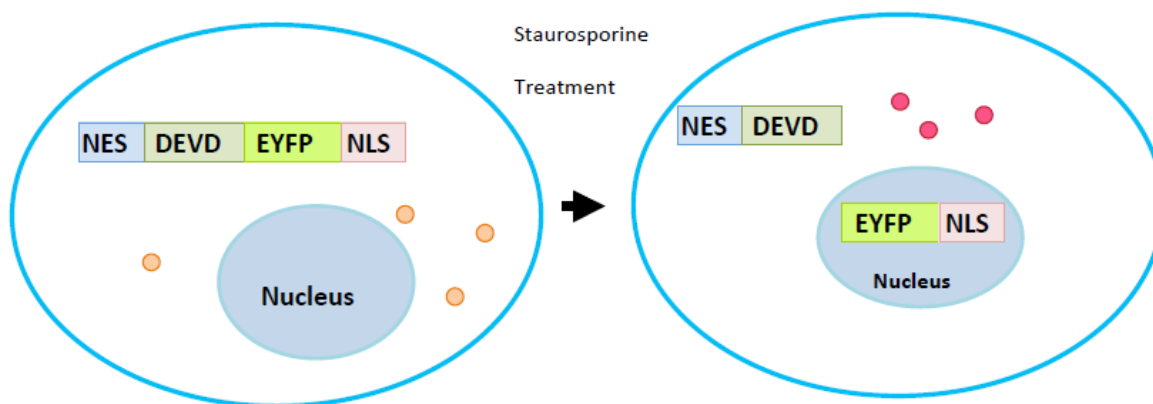 Staurosporine
Treatment
NES DEVD EYFP NLS
Nucleus
NES DEVD
EYFP NLS
Nucleus